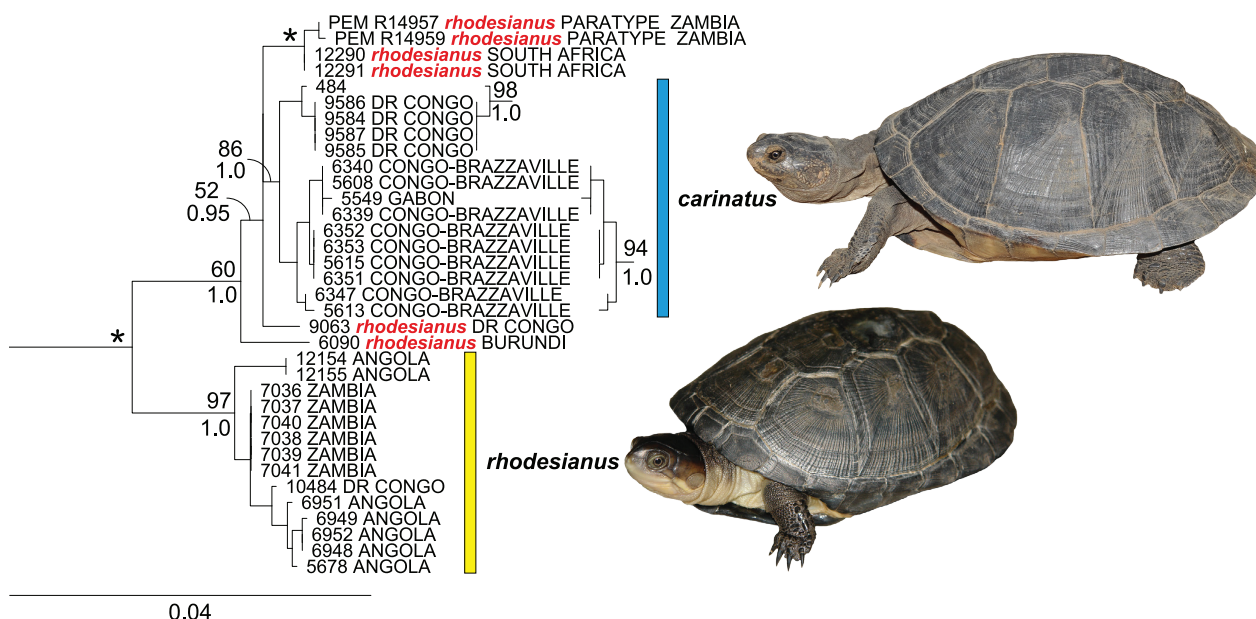 PEM R14957 rhodesianus PARATYPE ZAMBIA
PEM R14959 rhodesianus PARATYPE ZAMBIA
*
12290 rhodesianus SOUTH AFRICA
12291 rhodesianus SOUTH AFRICA
484
98
1.0
9586 DR CONGO
9584 DR CONGO
9587 DR CONGO
9585 DR CONGO
86
1.0
6340 CONGO-BRAZZAVILLE
5608 CONGO-BRAZZAVILLE
52
0.95
5549 GABON
carinatus
6339 CONGO-BRAZZAVILLE
6352 CONGO-BRAZZAVILLE
6353 CONGO-BRAZZAVILLE
94
1.0
5615 CONGO-BRAZZAVILLE
60
1.0
6351 CONGO-BRAZZAVILLE
6347 CONGO-BRAZZAVILLE
5613 CONGO-BRAZZAVILLE
9063 rhodesianus DR CONGO
*
6090 rhodesianus BURUNDI
12154 ANGOLA
12155 ANGOLA
7036 ZAMBIA
97
1.0
7037 ZAMBIA
7040 ZAMBIA
7038 ZAMBIA
7039 ZAMBIA
rhodesianus
7041 ZAMBIA
10484 DR CONGO
6951 ANGOLA
6949 ANGOLA
6952 ANGOLA
6948 ANGOLA
5678 ANGOLA
0.04